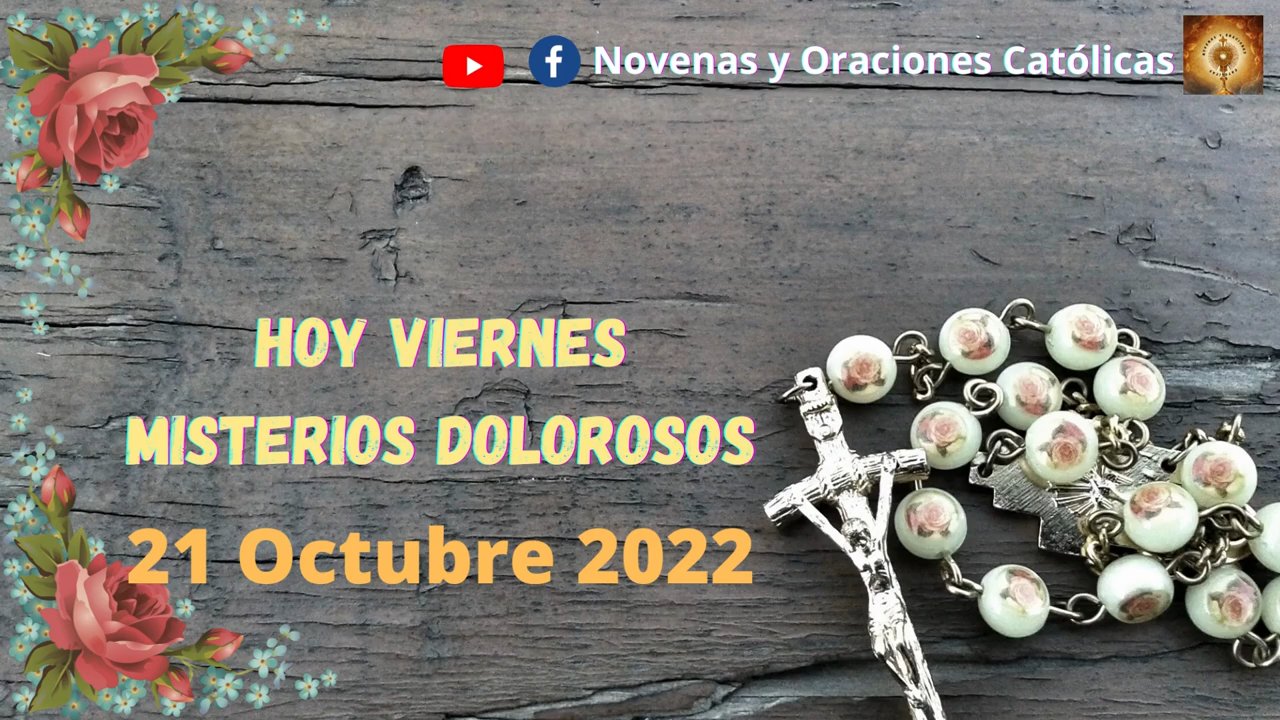 Novenas y Oraciones Católicas
HOY VIERNES
MISTERIOS DOLOROSOS
21 Octubre 2022